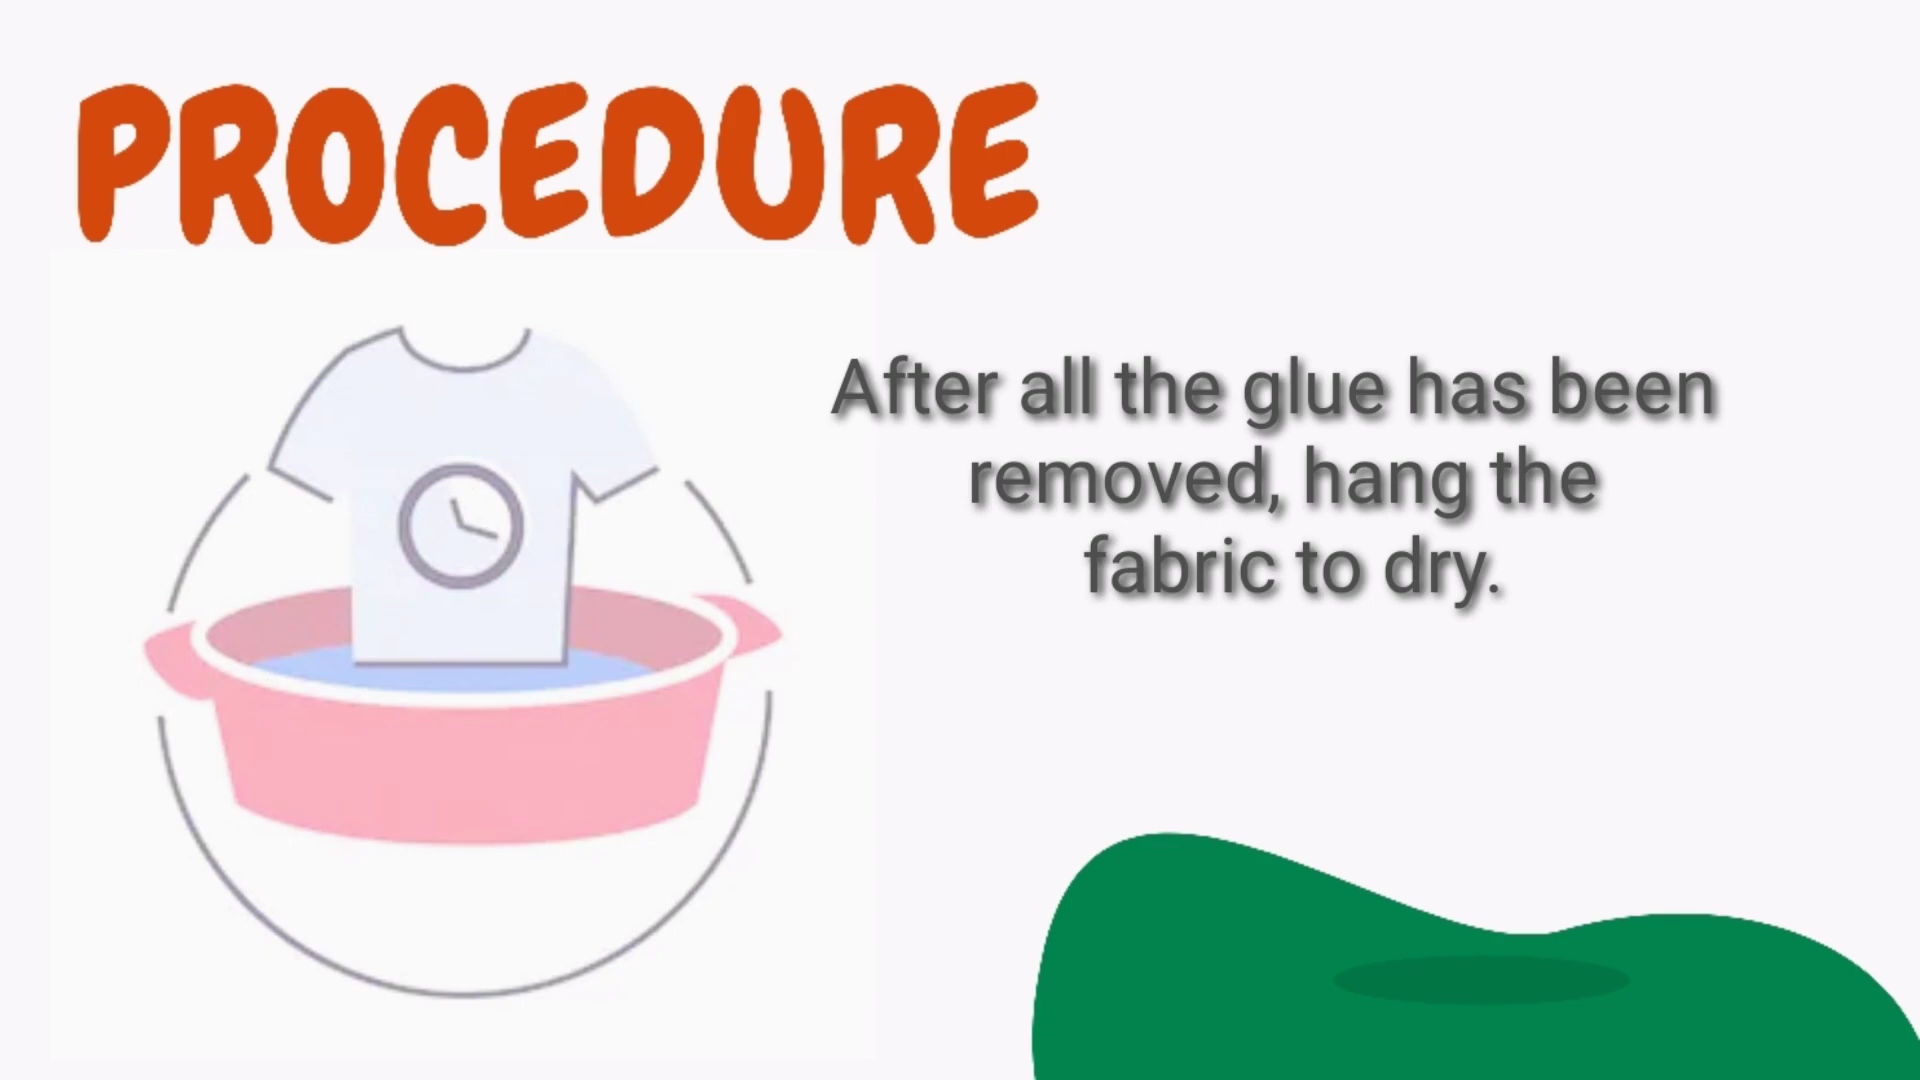 PROCEDURE
After all the glue has been
removed, hang the
fabric to dry.